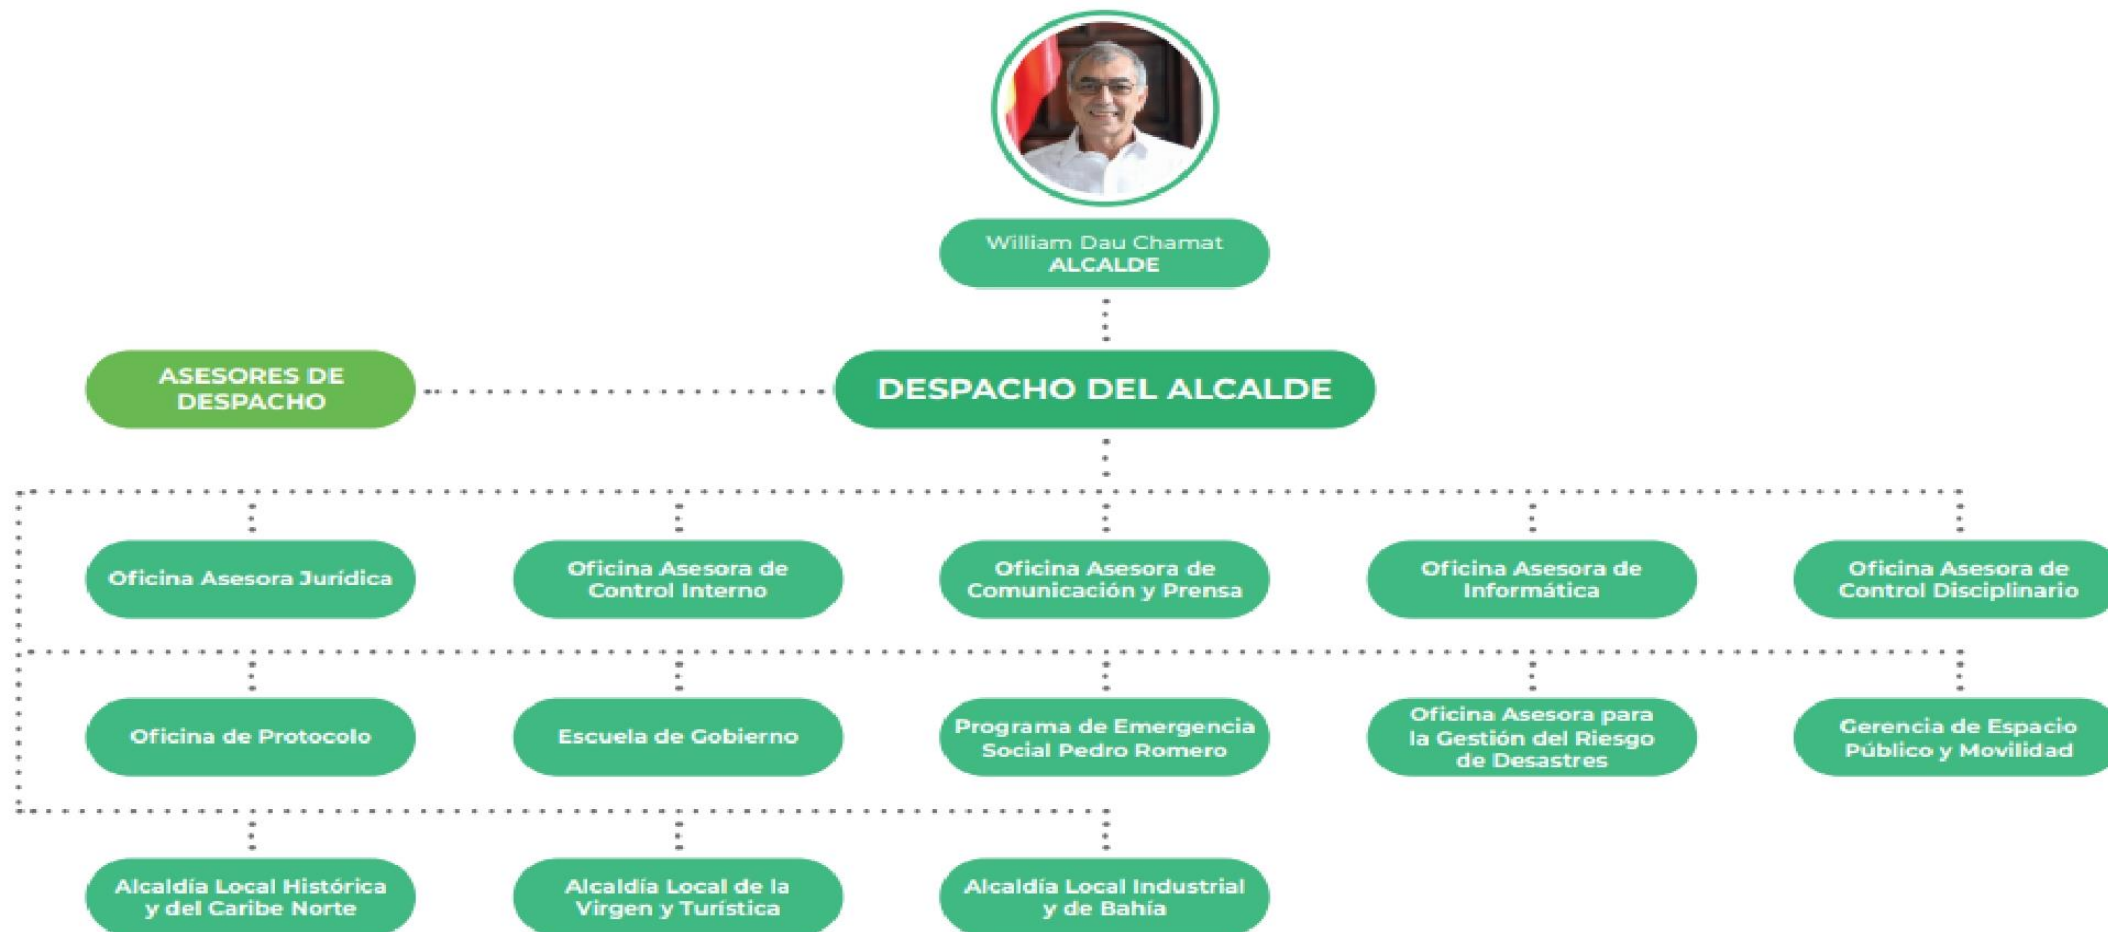 William Dau Chamat
ALCALDE
ASESORES DE
DESPACHO
DESPACHO DEL ALCALDE
Oficina Asesora Jurídica
Oficina Asesora de
Control Interno
Oficina Asesora de
Comunicación y Prensa
Oficina Asesora de
Informática
Oficina Asesora de
Control Disciplinario
Oficina de Protocolo
Escuela de Gobierno
Programa de Emergencia
Social Pedro Romero
Oficina Asesora para
la Gestión del Riesgo
de Desastres
Gerencia de Espacio
Público y Movilidad
Alcaldía Local Histórica
y del Caribe Norte
Alcaldía Local de la
Virgen y Turística
Alcaldía Local Industrial
y de Bahía